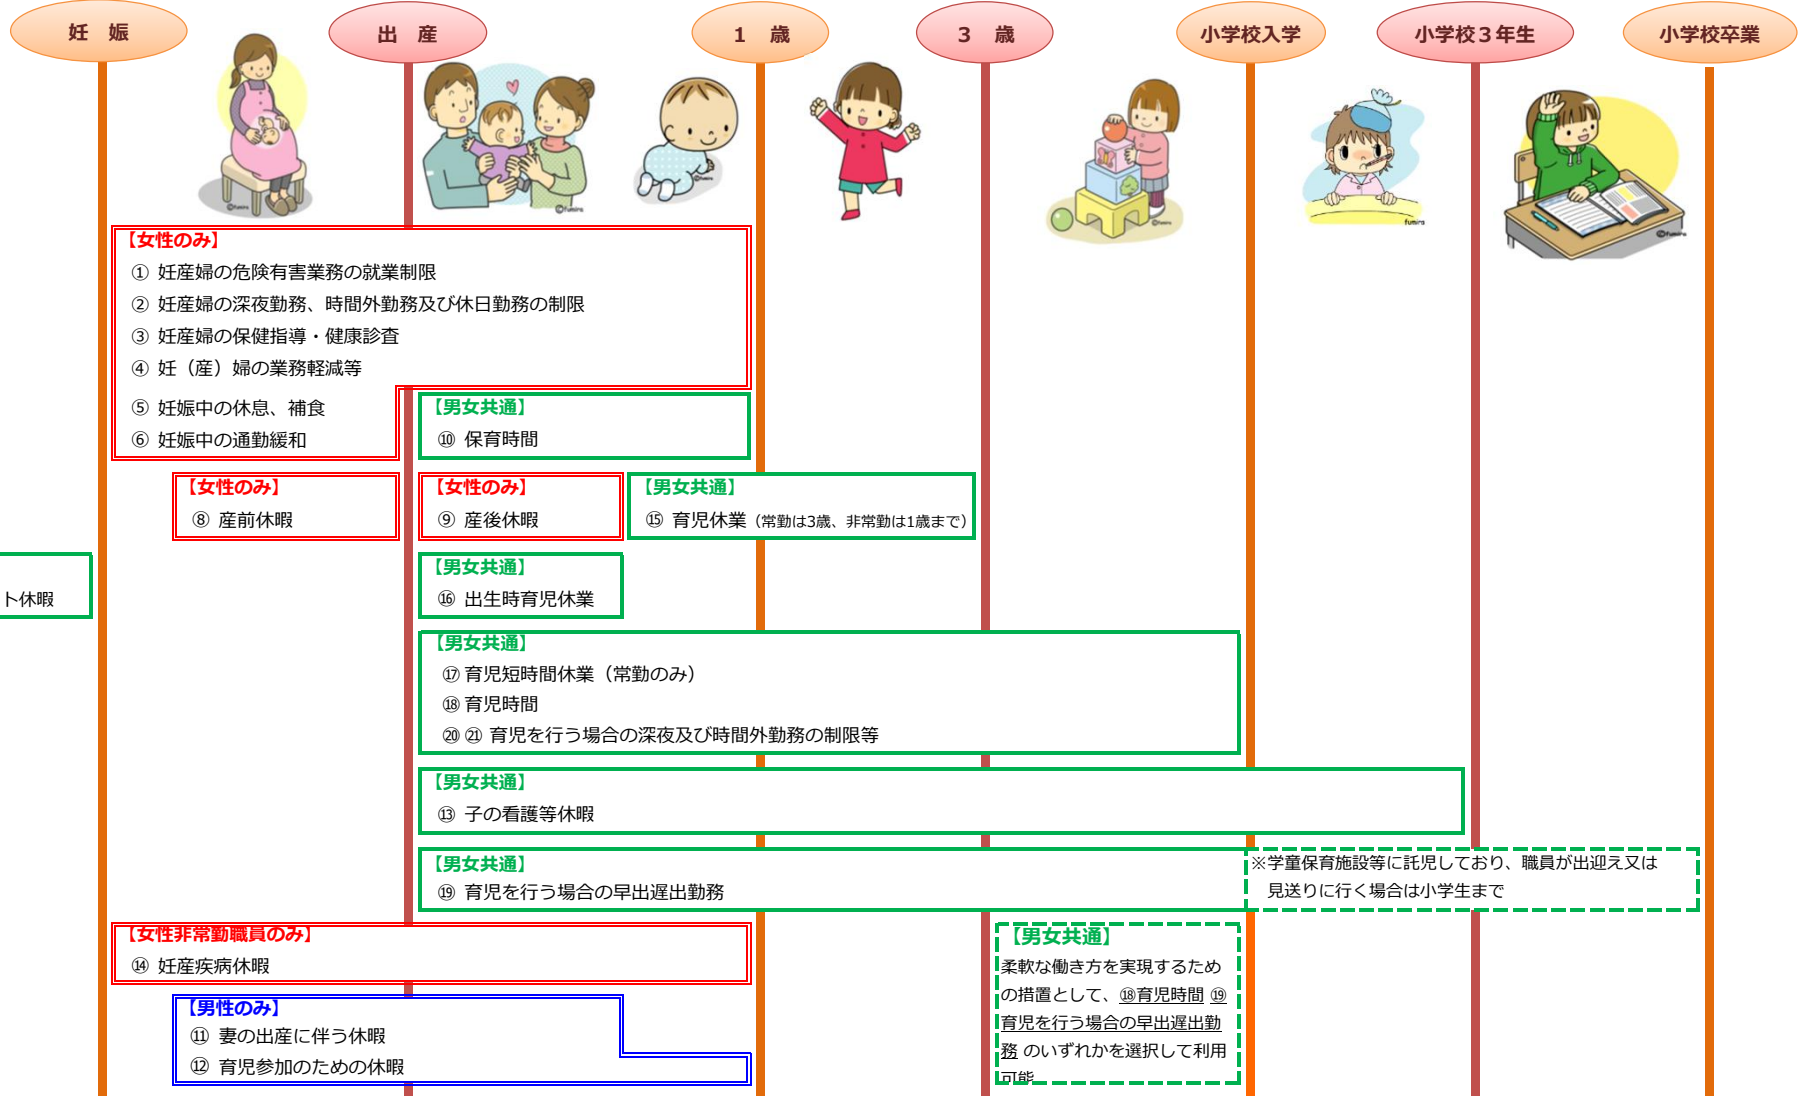 妊　娠
出　産
１　歳
３　歳
小学校入学
小学校３年生
小学校卒業
©fumira
©fumira
©fumira
©fumira
©fumira
fumira
©fumira
【女性のみ】
① 妊産婦の危険有害業務の就業制限
② 妊産婦の深夜勤務、時間外勤務及び休日勤務の制限
③ 妊産婦の保健指導・健康診査
④ 妊（産）婦の業務軽減等
⑤ 妊娠中の休息、補食
⑥ 妊娠中の通勤緩和
【男女共通】
⑩ 保育時間
【女性のみ】
⑧ 産前休暇
【女性のみ】
⑨ 産後休暇
【男女共通】
⑮ 育児休業（常勤は3歳、非常勤は1歳まで）
ト休暇
【男女共通】
⑯ 出生時育児休業
【男女共通】
⑰ 育児短時間休業（常勤のみ）
⑱ 育児時間
⑳ ㉑ 育児を行う場合の深夜及び時間外勤務の制限等
【男女共通】
⑬ 子の看護等休暇
【男女共通】
⑲ 育児を行う場合の早出遅出勤務
※学童保育施設等に託児しており、職員が出迎え又は
見送りに行く場合は小学生まで
【女性非常勤職員のみ】
⑭ 妊産疾病休暇
【男性のみ】
⑪ 妻の出産に伴う休暇
⑫ 育児参加のための休暇
【男女共通】
柔軟な働き方を実現するため
の措置として、⑱育児時間 ⑲
育児を行う場合の早出遅出勤
務 のいずれかを選択して利用
可能